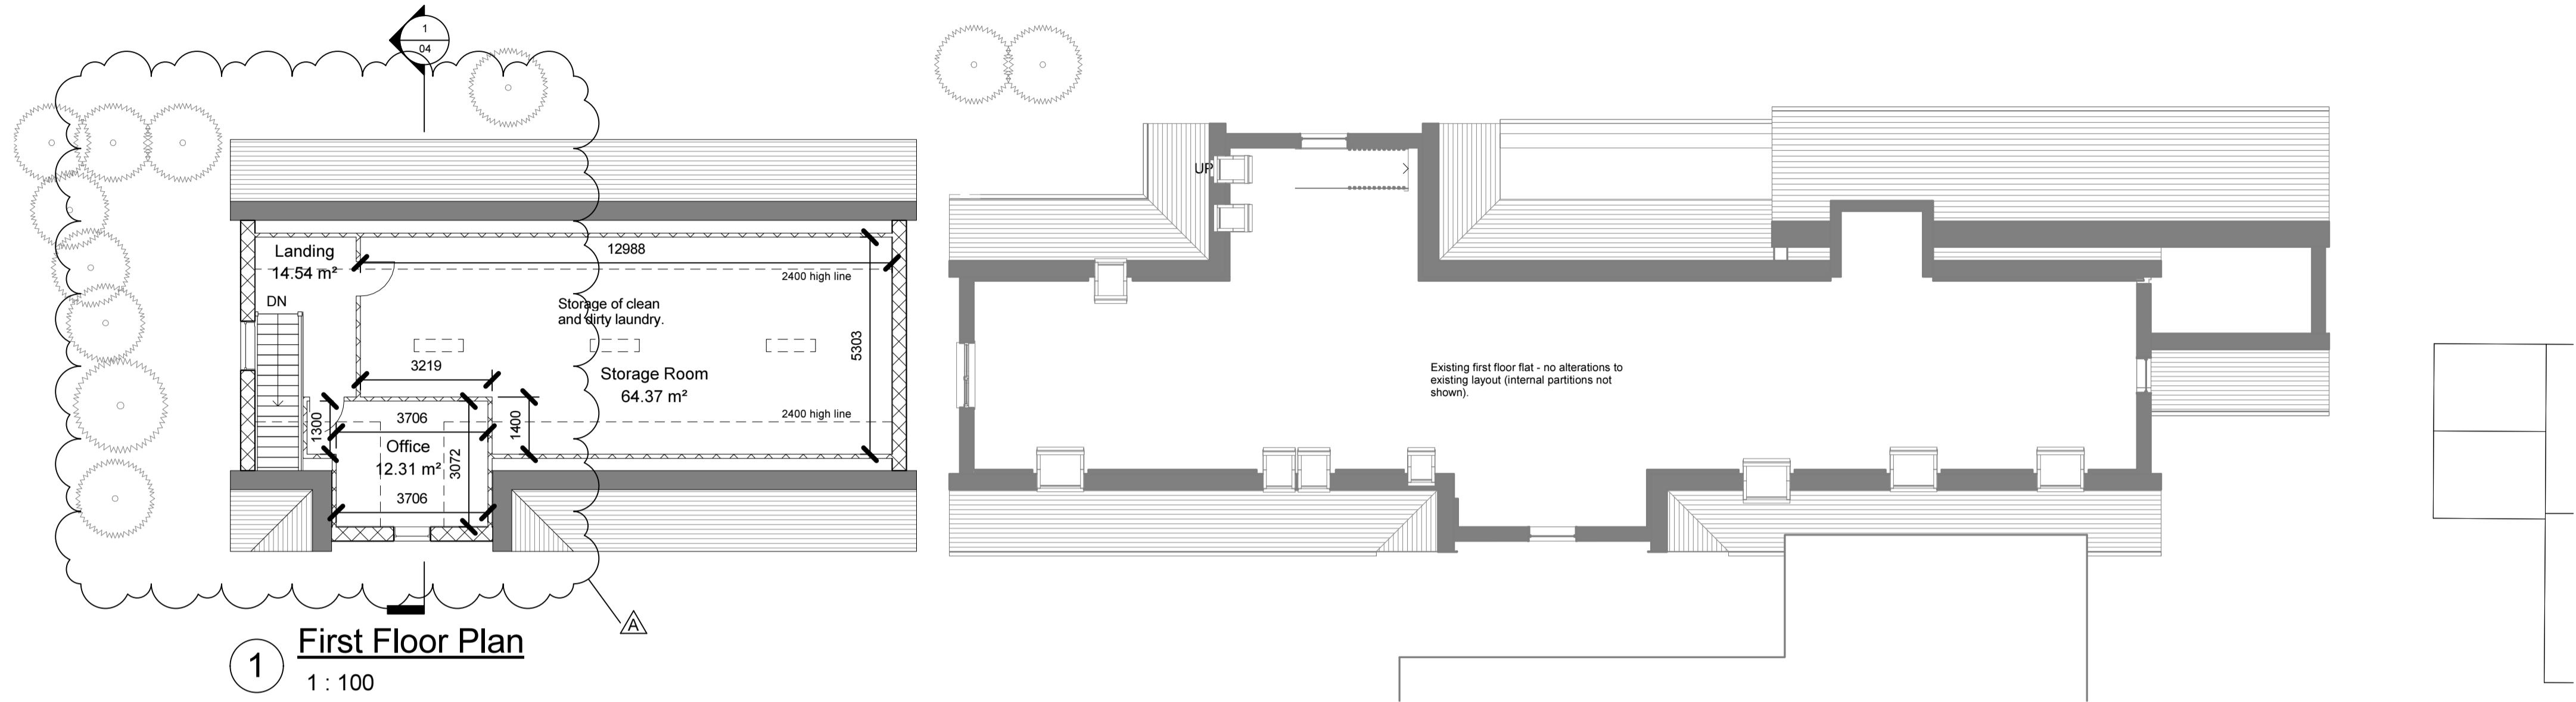 1
04
Landing
14.54 m²
DN
12988
2400 high line
Storage of clean
and dirty laundry.
5303
3219
Storage Room
64.37 m²
2400 high line
1300
3706
1400
Office
12.31 m²
3072
3706
A
1
First Floor Plan
1 : 100
UP
Existing first floor flat - no alterations to
existing layout (internal partitions not
shown).